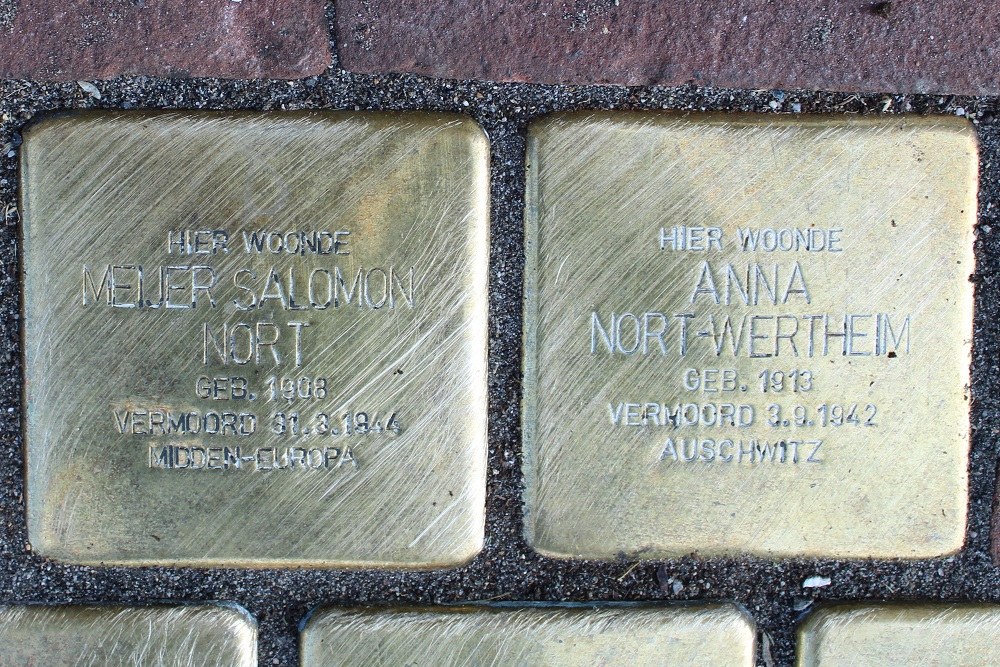 HIER WOONDE
MEIJER SALOMON
NORT
GEB. 1908
VERMOORD 31.3.1944
MIDDEN-EUROPA
HIER WOONDE
ANNA
NORT-WERTHEIM
GEB. 1913
VERMOORD 3.9.1942
AUSCHWITZ